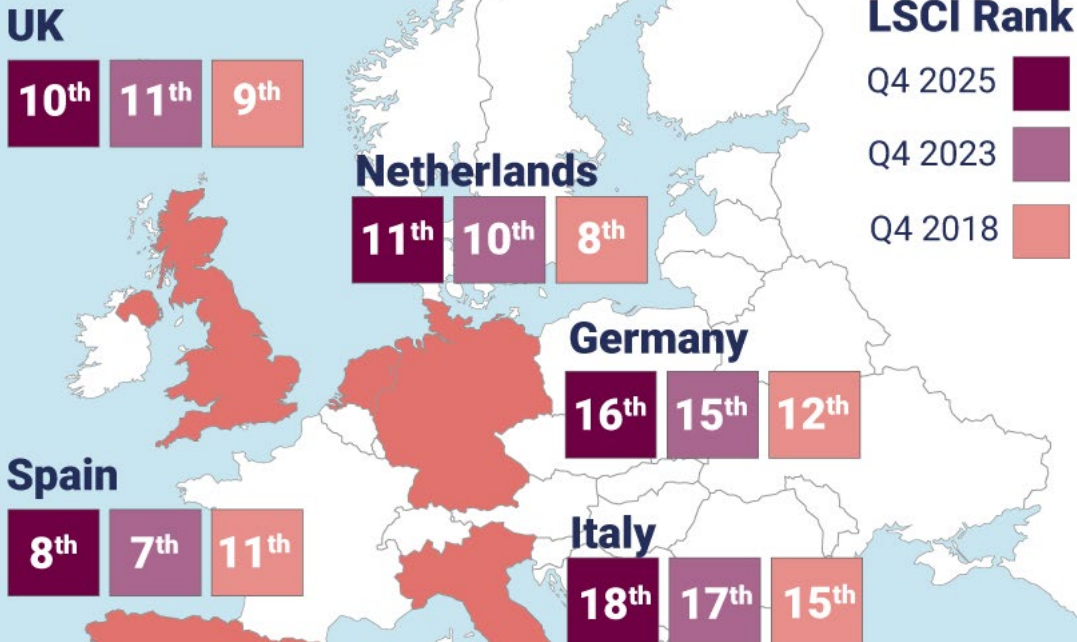 UK
10th 11th 9th
LSCI Rank
Q4 2025
Q4 2023
Q4 2018
Netherlands
11th 10th 8th
Germany
16th 15th 12th
Spain
8th 7th 11th
Italy
18th 17th 15th